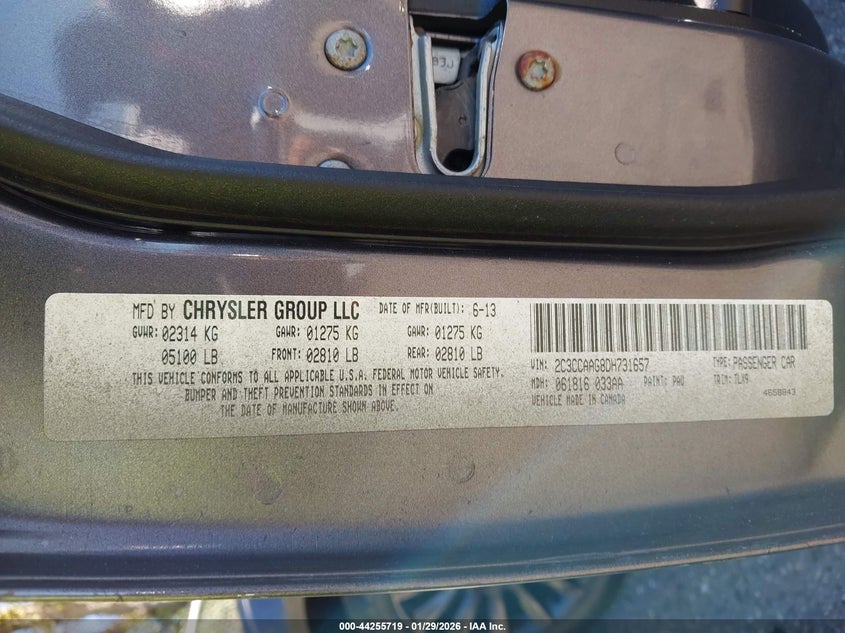 MFD BY CHRYSLER GROUP LLC DATE OF MFR(BUILT): 6-13
GVWR: 02314 KG GAWR: 01275 KG GAWR: 01275 KG
05100 LB FRONT: 02810 LB REAR: 02810 LB
THIS VEHICLE CONFORMS TO ALL APPLICABLE U.S.A. FEDERAL MOTOR VEHICLE SAFETY,
BUMPER AND THEFT PREVENTION STANDARDS IN EFFECT ON
THE DATE OF MANUFACTURE SHOWN ABOVE.
VIN: 2C3CCAAG8DH731657 TYPE: PASSENGER CAR
MDH: 061816 033AA PAINT: PAU TRIM: TLX9
VEHICLE MADE IN CANADA 4658843
000-44255719 - 01/29/2026 - IAA Inc.